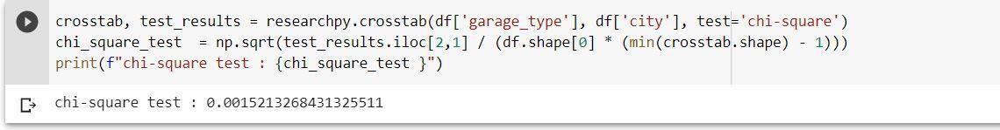 crosstab, test_results = researchpy.crosstab(df['garage_type'], df['city'], test='chi-square')
chi_square_test  = np.sqrt(test_results.iloc[2,1] / (df.shape[0] * (min(crosstab.shape) - 1)))
print(f"chi-square test : {chi_square_test }")
chi-square test : 0.0015213268431325511